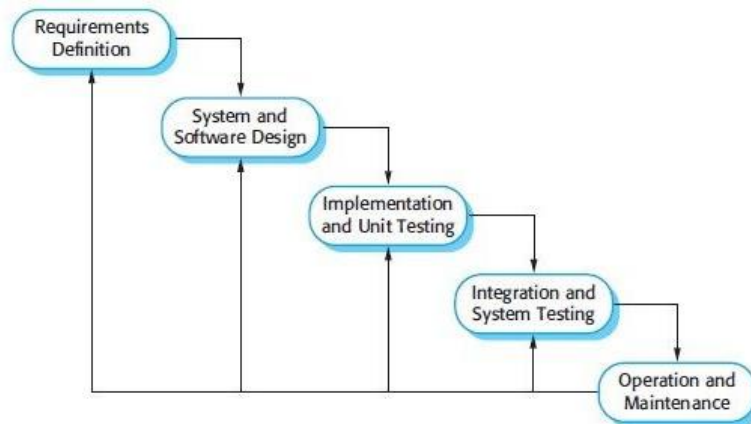 Requirements
Definition
System and
Software Design
Implementation
and Unit Testing
Integration and
System Testing
Operation and
Maintenance